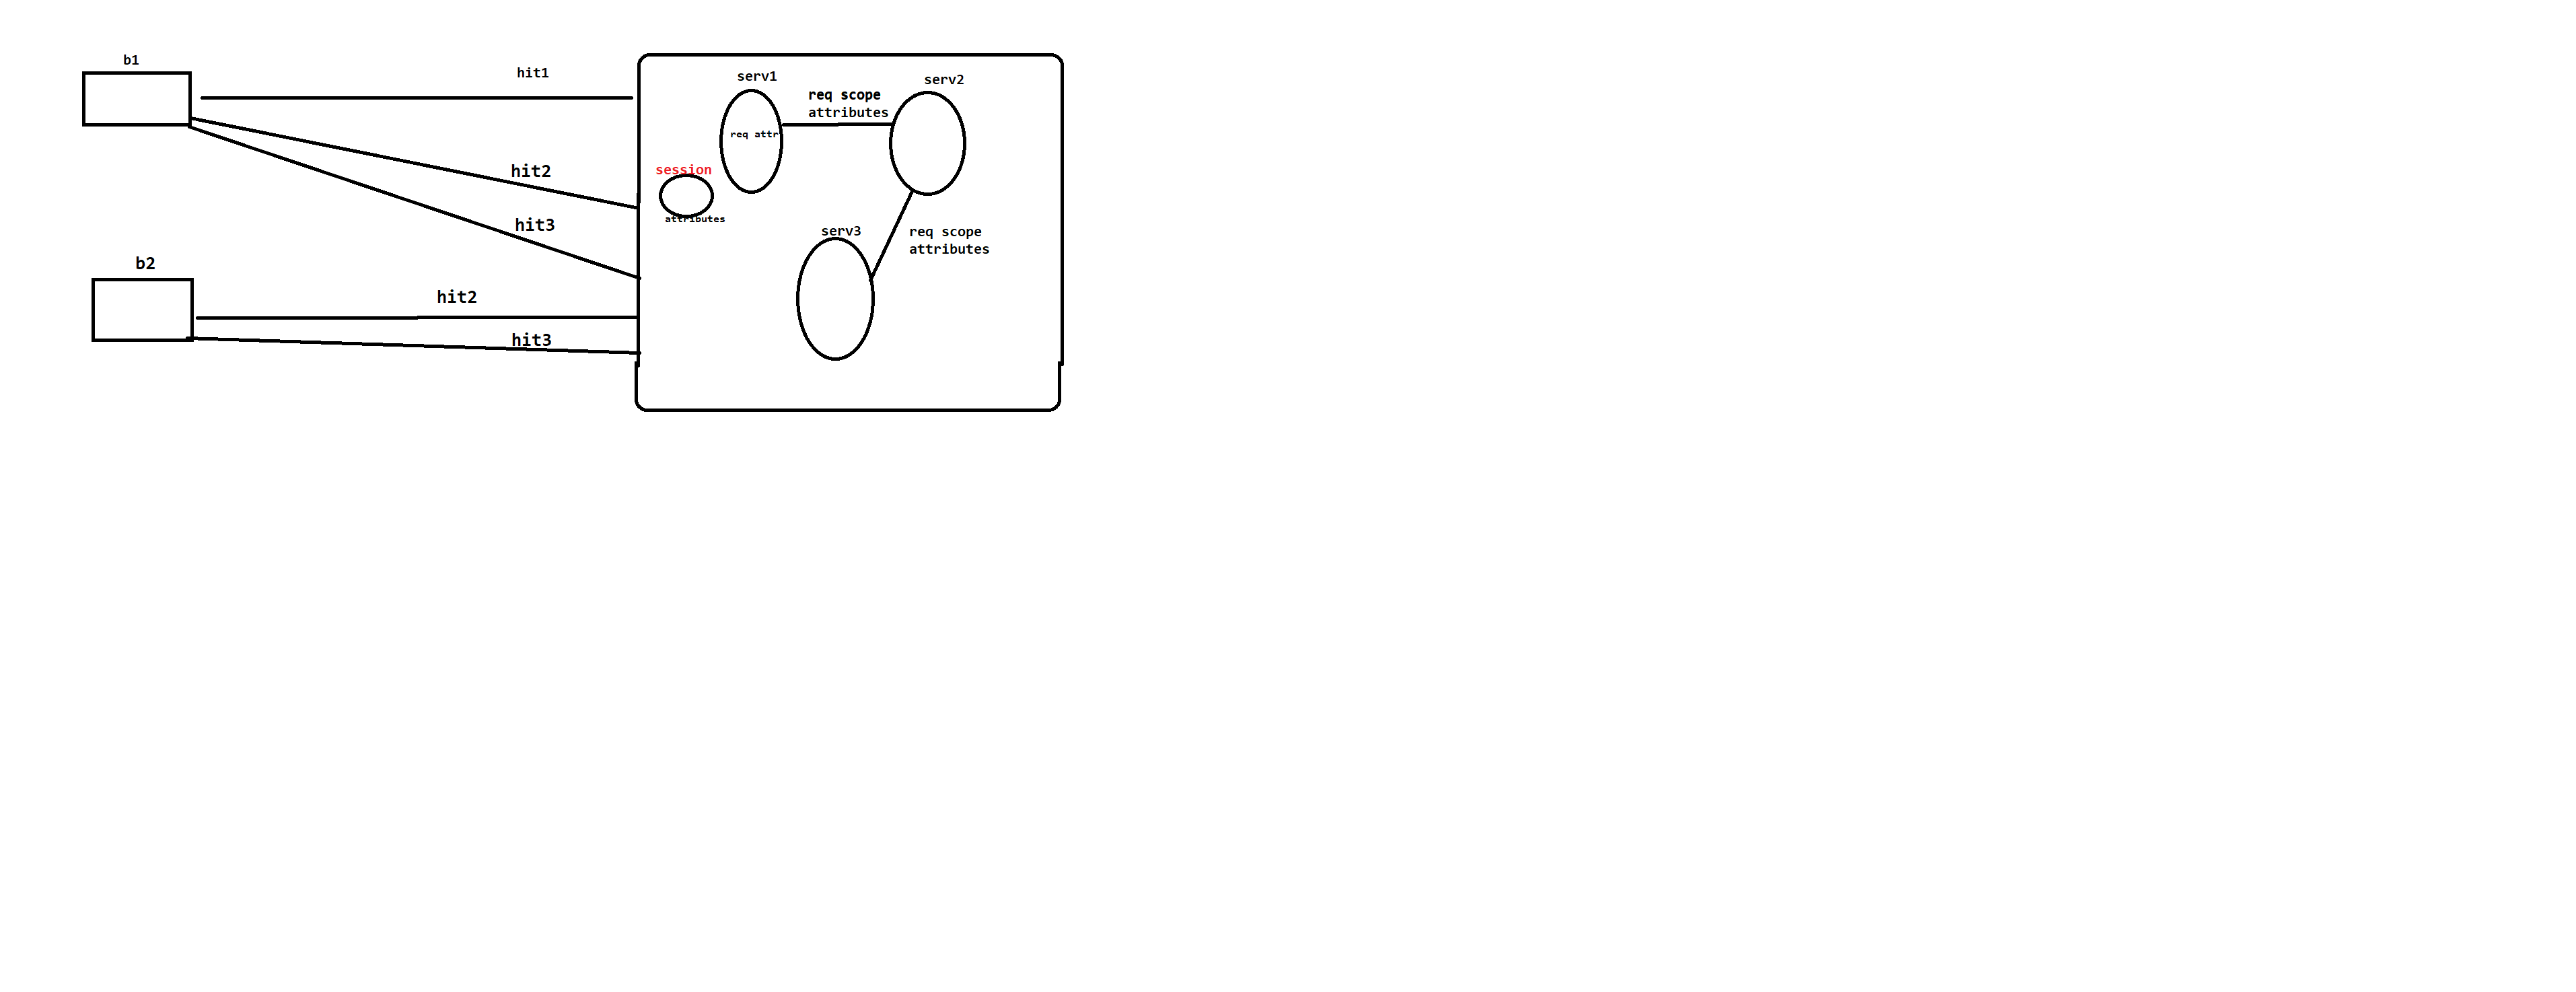 b1
hit1
serv1
serv2
req scope
attributes
req attr
hit2
session
attributes
hit3
serv3
req scope
attributes
b2
hit2
hit3